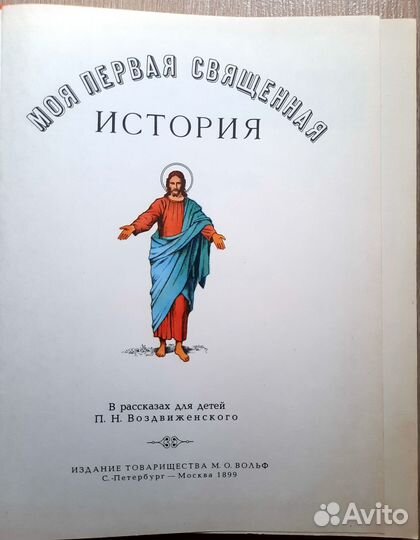 МОЯ ПЕРВАЯ СВЯЩЕННАЯ
ИСТОРИЯ
В рассказах для детей
П. Н. Воздвиженского
ИЗДАНИЕ ТОВАРИЩЕСТВА М. О. ВОЛЬФ
С.-Петербург — Москва 1899
Avito